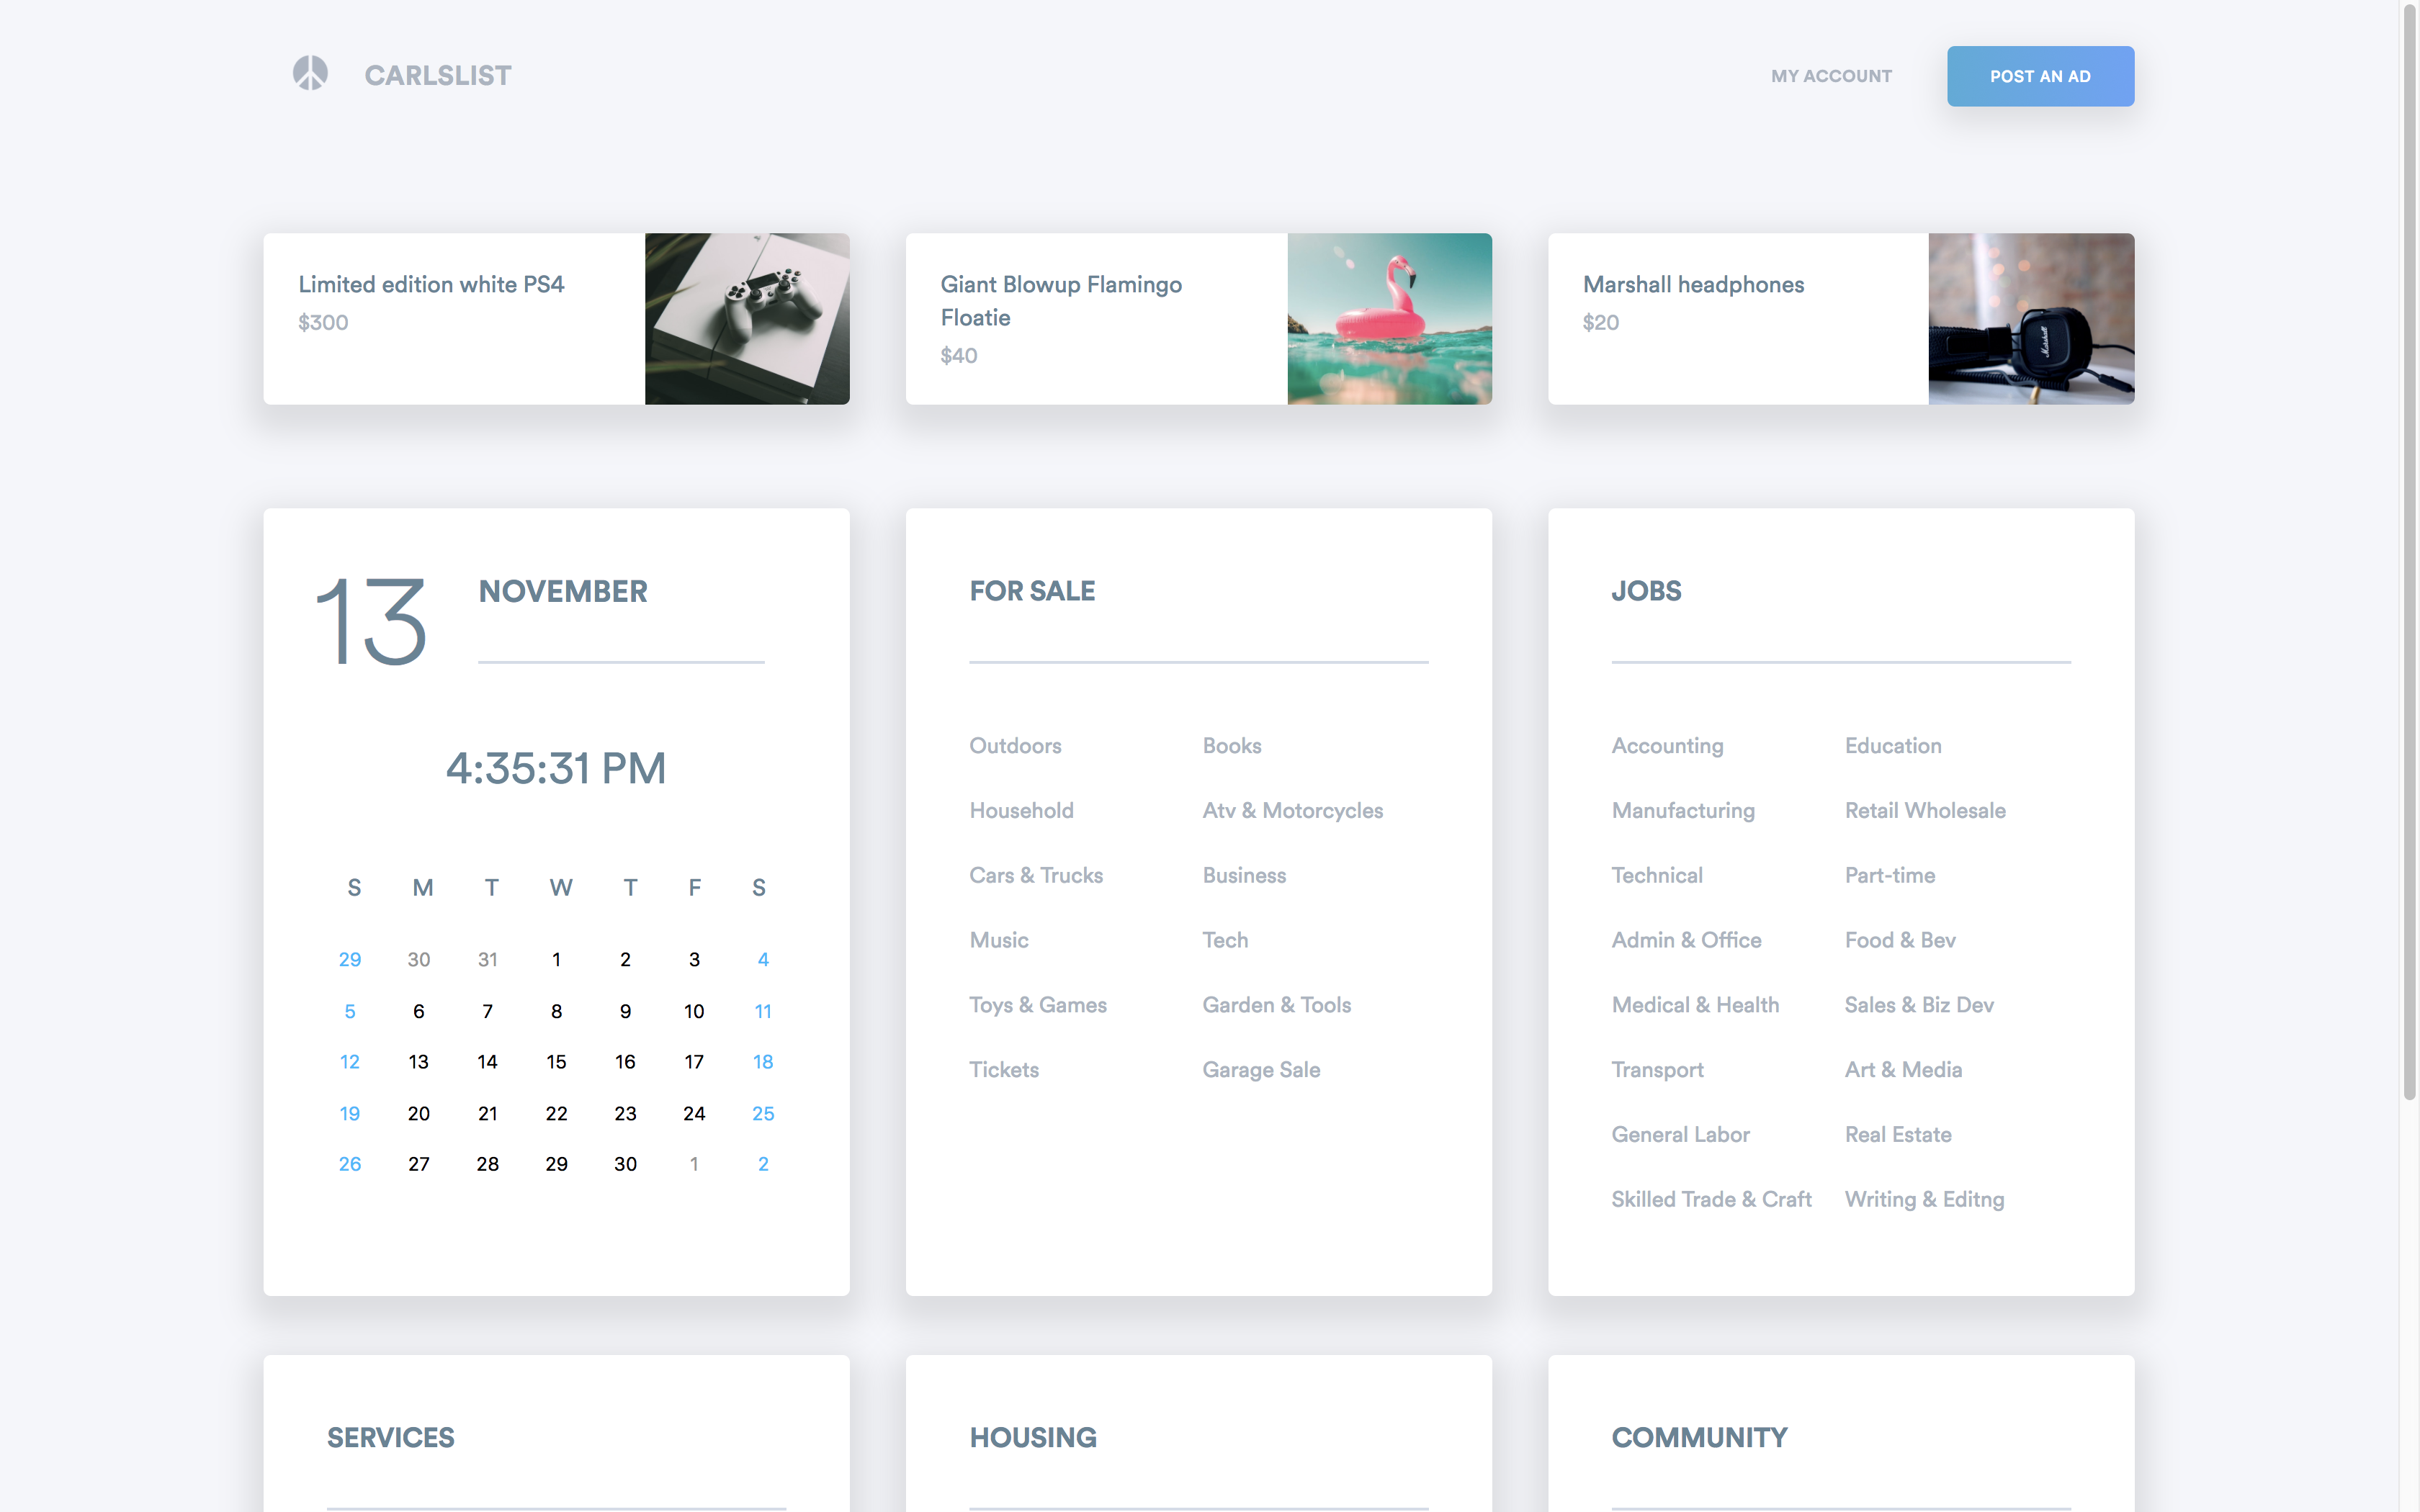 CARLSLIST
MY ACCOUNT
POST AN AD
Limited edition white PS4
$300
Giant Blowup Flamingo
Floatie
$40
Marshall headphones
$20
Marshall
13
NOVEMBER
4:35:31 PM
S M T W T F S
29 30 31 1 2 3 4
5 6 7 8 9 10 11
12 13 14 15 16 17 18
19 20 21 22 23 24 25
26 27 28 29 30 1 2
FOR SALE
Outdoors Books
Household Atv & Motorcycles
Cars & Trucks Business
Music Tech
Toys & Games Garden & Tools
Tickets Garage Sale
JOBS
Accounting Education
Manufacturing Retail Wholesale
Technical Part-time
Admin & Office Food & Bev
Medical & Health Sales & Biz Dev
Transport Art & Media
General Labor Real Estate
Skilled Trade & Craft Writing & Editng
SERVICES
HOUSING
COMMUNITY